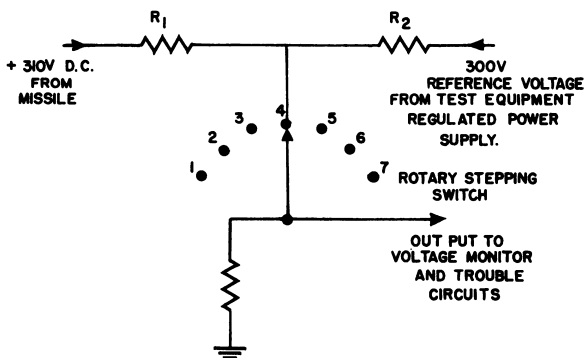 R1
R2
+ 310V D.C.
FROM
MISSILE
300V
REFERENCE VOLTAGE
FROM TEST EQUIPMENT
REGULATED POWER
SUPPLY.
1
2
3
4
5
6
7
ROTARY STEPPING
SWITCH
OUT PUT TO
VOLTAGE MONITOR
AND TROUBLE
CIRCUITS